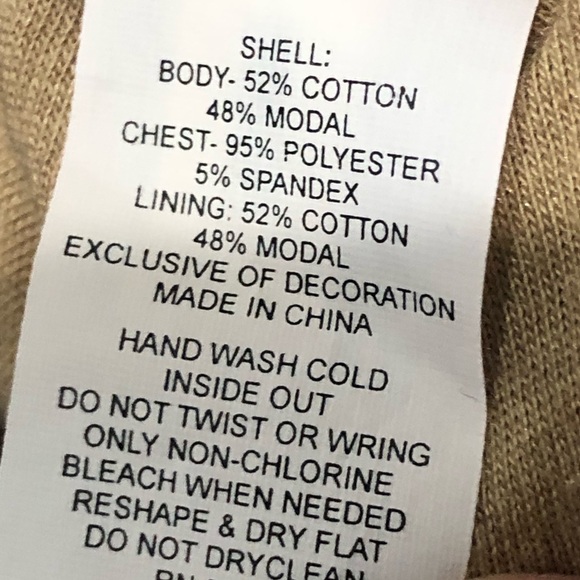 SHELL:
BODY- 52% COTTON
48% MODAL
CHEST- 95% POLYESTER
5% SPANDEX
LINING: 52% COTTON
48% MODAL
EXCLUSIVE OF DECORATION
MADE IN CHINA
HAND WASH COLD
INSIDE OUT
DO NOT TWIST OR WRING
ONLY NON-CHLORINE
BLEACH WHEN NEEDED
RESHAPE & DRY FLAT
DO NOT DRYCLEAN